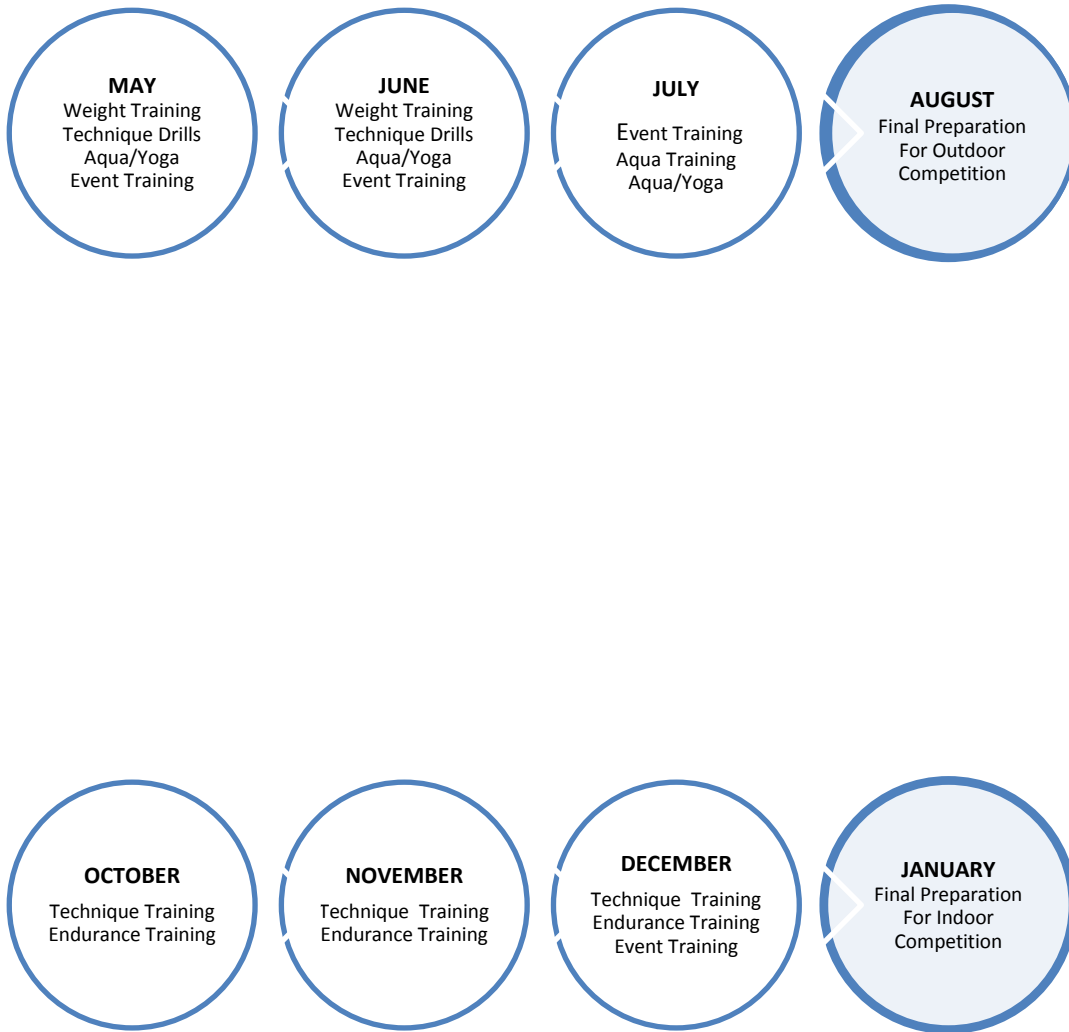 MAY
Weight Training
Technique Drills
Aqua/Yoga
Event Training
JUNE
Weight Training
Technique Drills
Aqua/Yoga
Event Training
JULY
Event Training
Aqua Training
Aqua/Yoga
AUGUST
Final Preparation
For Outdoor
Competition
OCTOBER
Technique Training
Endurance Training
NOVEMBER
Technique  Training
Endurance Training
DECEMBER
Technique  Training
Endurance Training
Event Training
JANUARY
Final Preparation
For Indoor
Competition